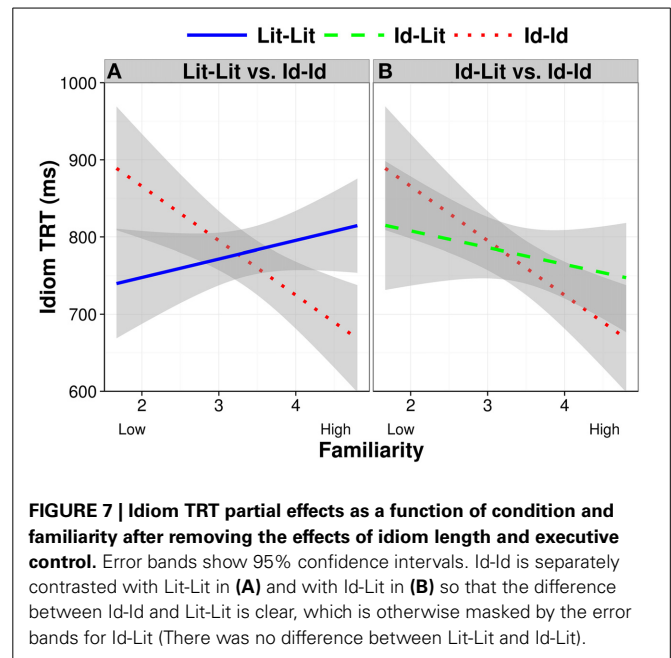 Lit-Lit Id-Lit Id-Id
A Lit-Lit vs. Id-Id B Id-Lit vs. Id-Id
Idiom TRT (ms)
1000
900
800
700
600
2 3 4 2 3 4
Low High Low High
Familiarity
FIGURE 7 | Idiom TRT partial effects as a function of condition and
familiarity after removing the effects of idiom length and executive
control. Error bands show 95% confidence intervals. Id-Id is separately
contrasted with Lit-Lit in (A) and with Id-Lit in (B) so that the difference
between Id-Id and Lit-Lit is clear, which is otherwise masked by the error
bands for Id-Lit (There was no difference between Lit-Lit and Id-Lit).